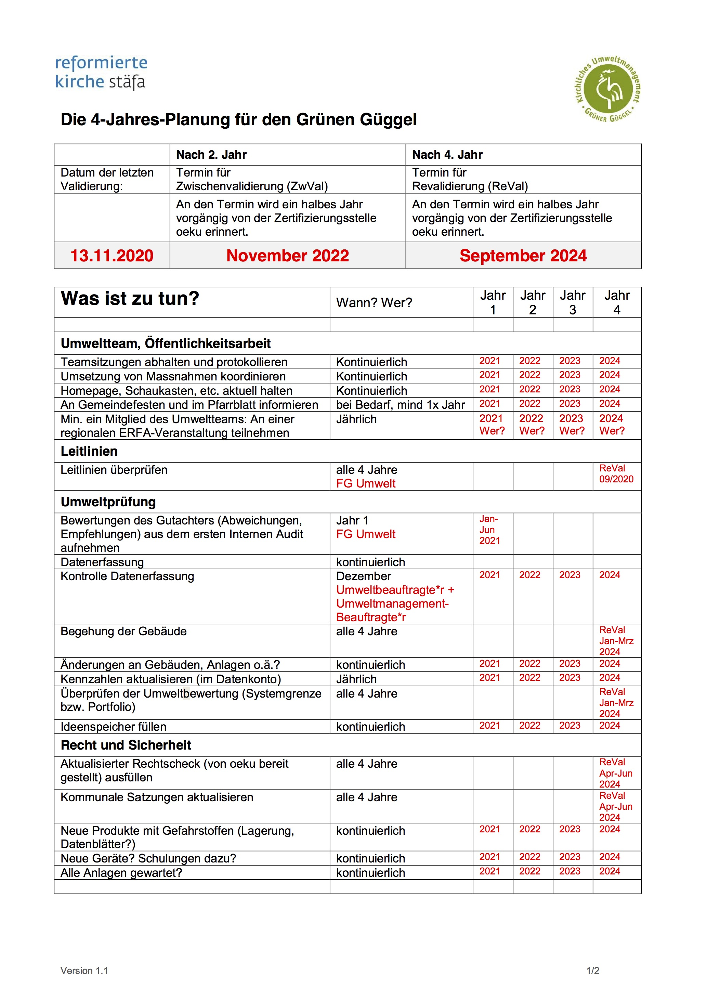 reformierte
kirche stäfa
Kirchliches Umweltmanagement
GRÜNER GÜGGEL
Die 4-Jahres-Planung für den Grünen Güggel
Nach 2. Jahr
Nach 4. Jahr
Datum der letzten
Validierung:
Termin für
Zwischenvalidierung (ZwVal)
Termin für
Revalidierung (ReVal)
An den Termin wird ein halbes Jahr
vorgängig von der Zertifizierungsstelle
oeku erinnert.
An den Termin wird ein halbes Jahr
vorgängig von der Zertifizierungsstelle
oeku erinnert.
13.11.2020
November 2022
September 2024
Was ist zu tun?
Wann? Wer?
Jahr
1
Jahr
2
Jahr
3
Jahr
4
Umweltteam, Öffentlichkeitsarbeit
Teamsitzungen abhalten und protokollieren
Kontinuierlich
2021
2022
2023
2024
Umsetzung von Massnahmen koordinieren
Kontinuierlich
2021
2022
2023
2024
Homepage, Schaukasten, etc. aktuell halten
Kontinuierlich
2021
2022
2023
2024
An Gemeindefesten und im Pfarrblatt informieren
bei Bedarf, mind 1x Jahr
2021
2022
2023
2024
Min. ein Mitglied des Umweltteams: An einer
regionalen ERFA-Veranstaltung teilnehmen
Jährlich
2021
Wer?
2022
Wer?
2023
Wer?
2024
Wer?
Leitlinien
Leitlinien überprüfen
alle 4 Jahre
FG Umwelt
ReVal
09/2020
Umweltprüfung
Bewertungen des Gutachters (Abweichungen,
Empfehlungen) aus dem ersten Internen Audit
aufnehmen
Jahr 1
FG Umwelt
Jan-
Jun
2021
Datenerfassung
kontinuierlich
Kontrolle Datenerfassung
Dezember
Umweltbeauftragte*r +
Umweltmanagement-
Beauftragte*r
2021
2022
2023
2024
Begehung der Gebäude
alle 4 Jahre
ReVal
Jan-Mrz
2024
Änderungen an Gebäuden, Anlagen o.ä.?
kontinuierlich
2021
2022
2023
2024
Kennzahlen aktualisieren (im Datenkonto)
Jährlich
2021
2022
2023
2024
Überprüfen der Umweltbewertung (Systemgrenze
bzw. Portfolio)
alle 4 Jahre
ReVal
Jan-Mrz
2024
Ideenspeicher füllen
kontinuierlich
2021
2022
2023
2024
Recht und Sicherheit
Aktualisierter Rechtscheck (von oeku bereit
gestellt) ausfüllen
alle 4 Jahre
ReVal
Apr-Jun
2024
Kommunale Satzungen aktualisieren
alle 4 Jahre
ReVal
Apr-Jun
2024
Neue Produkte mit Gefahrstoffen (Lagerung,
Datenblätter?)
kontinuierlich
2021
2022
2023
2024
Neue Geräte? Schulungen dazu?
kontinuierlich
2021
2022
2023
2024
Alle Anlagen gewartet?
kontinuierlich
2021
2022
2023
2024
Version 1.1
1/2